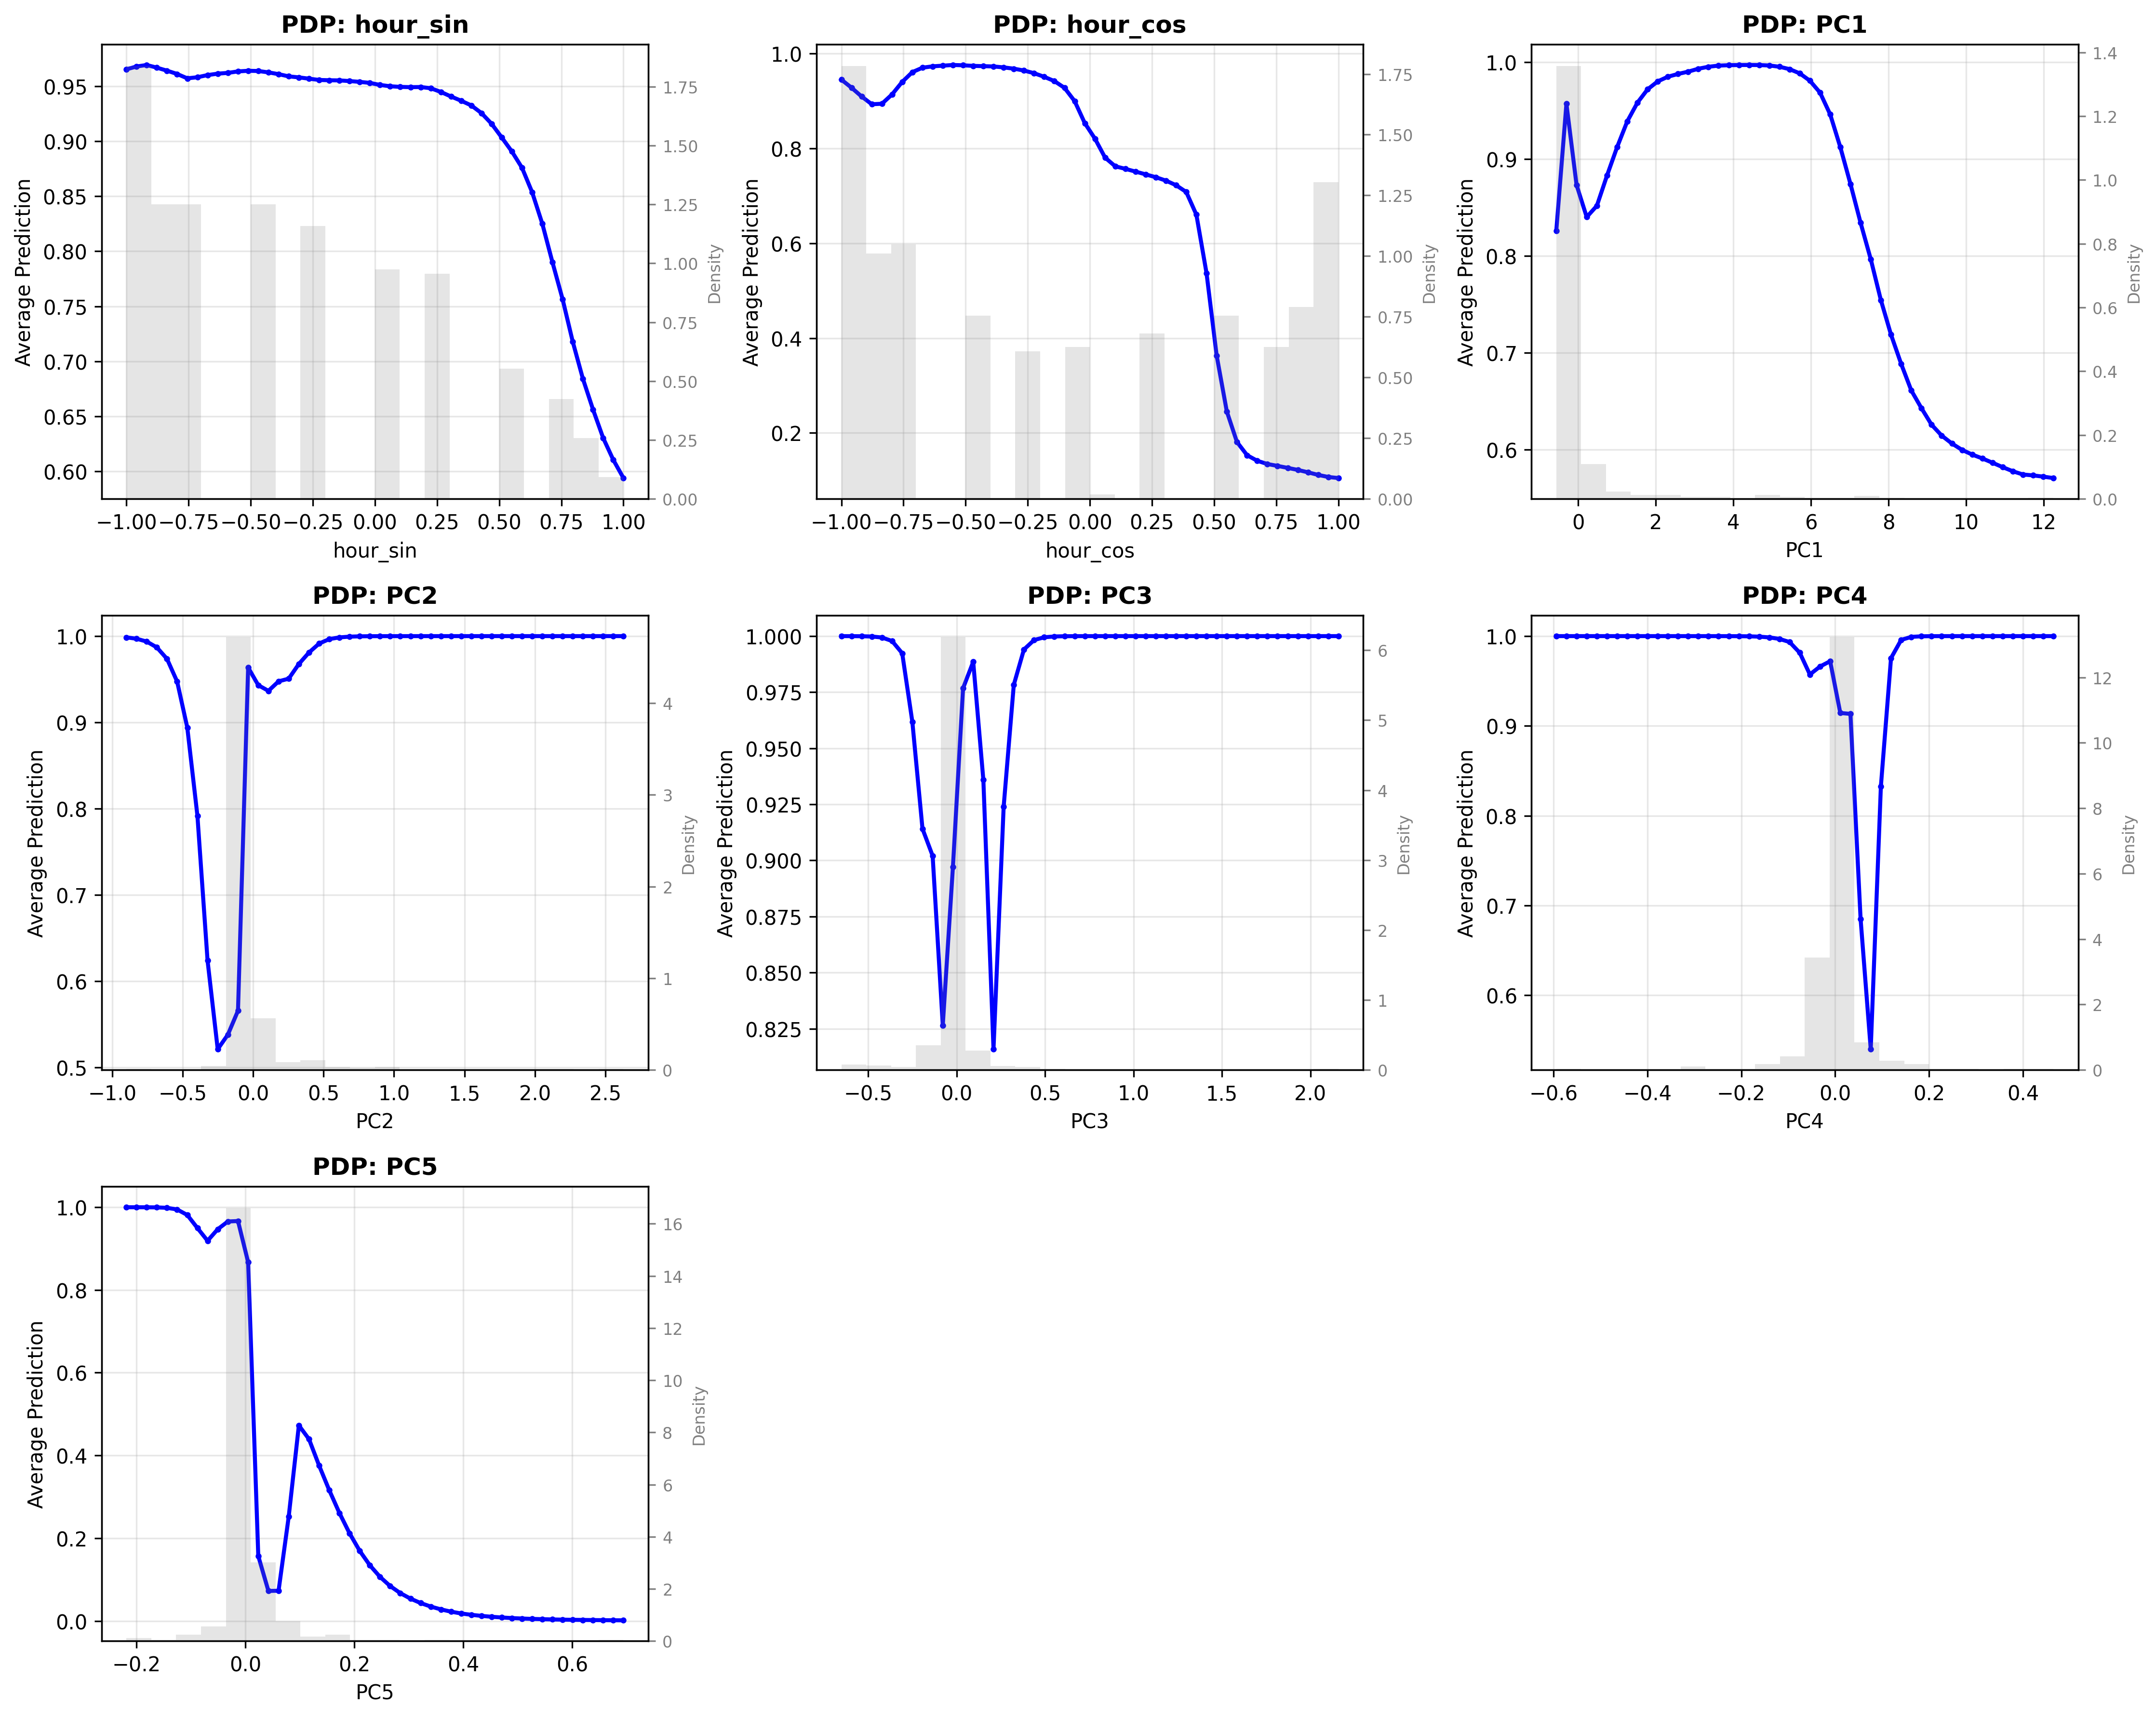 PDP: hour_sin
Average Prediction
0.95
0.90
0.85
0.80
0.75
0.70
0.65
0.60
1.75
1.50
1.25
1.00
0.75
0.50
0.25
0.00
Density
−1.00 −0.75 −0.50 −0.25 0.00 0.25 0.50 0.75 1.00
hour_sin
PDP: hour_cos
Average Prediction
1.0
0.8
0.6
0.4
0.2
1.75
1.50
1.25
1.00
0.75
0.50
0.25
0.00
Density
−1.00 −0.75 −0.50 −0.25 0.00 0.25 0.50 0.75 1.00
hour_cos
PDP: PC1
Average Prediction
1.0
0.9
0.8
0.7
0.6
1.4
1.2
1.0
0.8
0.6
0.4
0.2
0.0
Density
0 2 4 6 8 10 12
PC1
PDP: PC2
Average Prediction
1.0
0.9
0.8
0.7
0.6
0.5
4
3
2
1
0
Density
−1.0 −0.5 0.0 0.5 1.0 1.5 2.0 2.5
PC2
PDP: PC3
Average Prediction
1.000
0.975
0.950
0.925
0.900
0.875
0.850
0.825
6
5
4
3
2
1
0
Density
−0.5 0.0 0.5 1.0 1.5 2.0
PC3
PDP: PC4
Average Prediction
1.0
0.9
0.8
0.7
0.6
12
10
8
6
4
2
0
Density
−0.6 −0.4 −0.2 0.0 0.2 0.4
PC4
PDP: PC5
Average Prediction
1.0
0.8
0.6
0.4
0.2
0.0
16
14
12
10
8
6
4
2
0
Density
−0.2 0.0 0.2 0.4 0.6
PC5